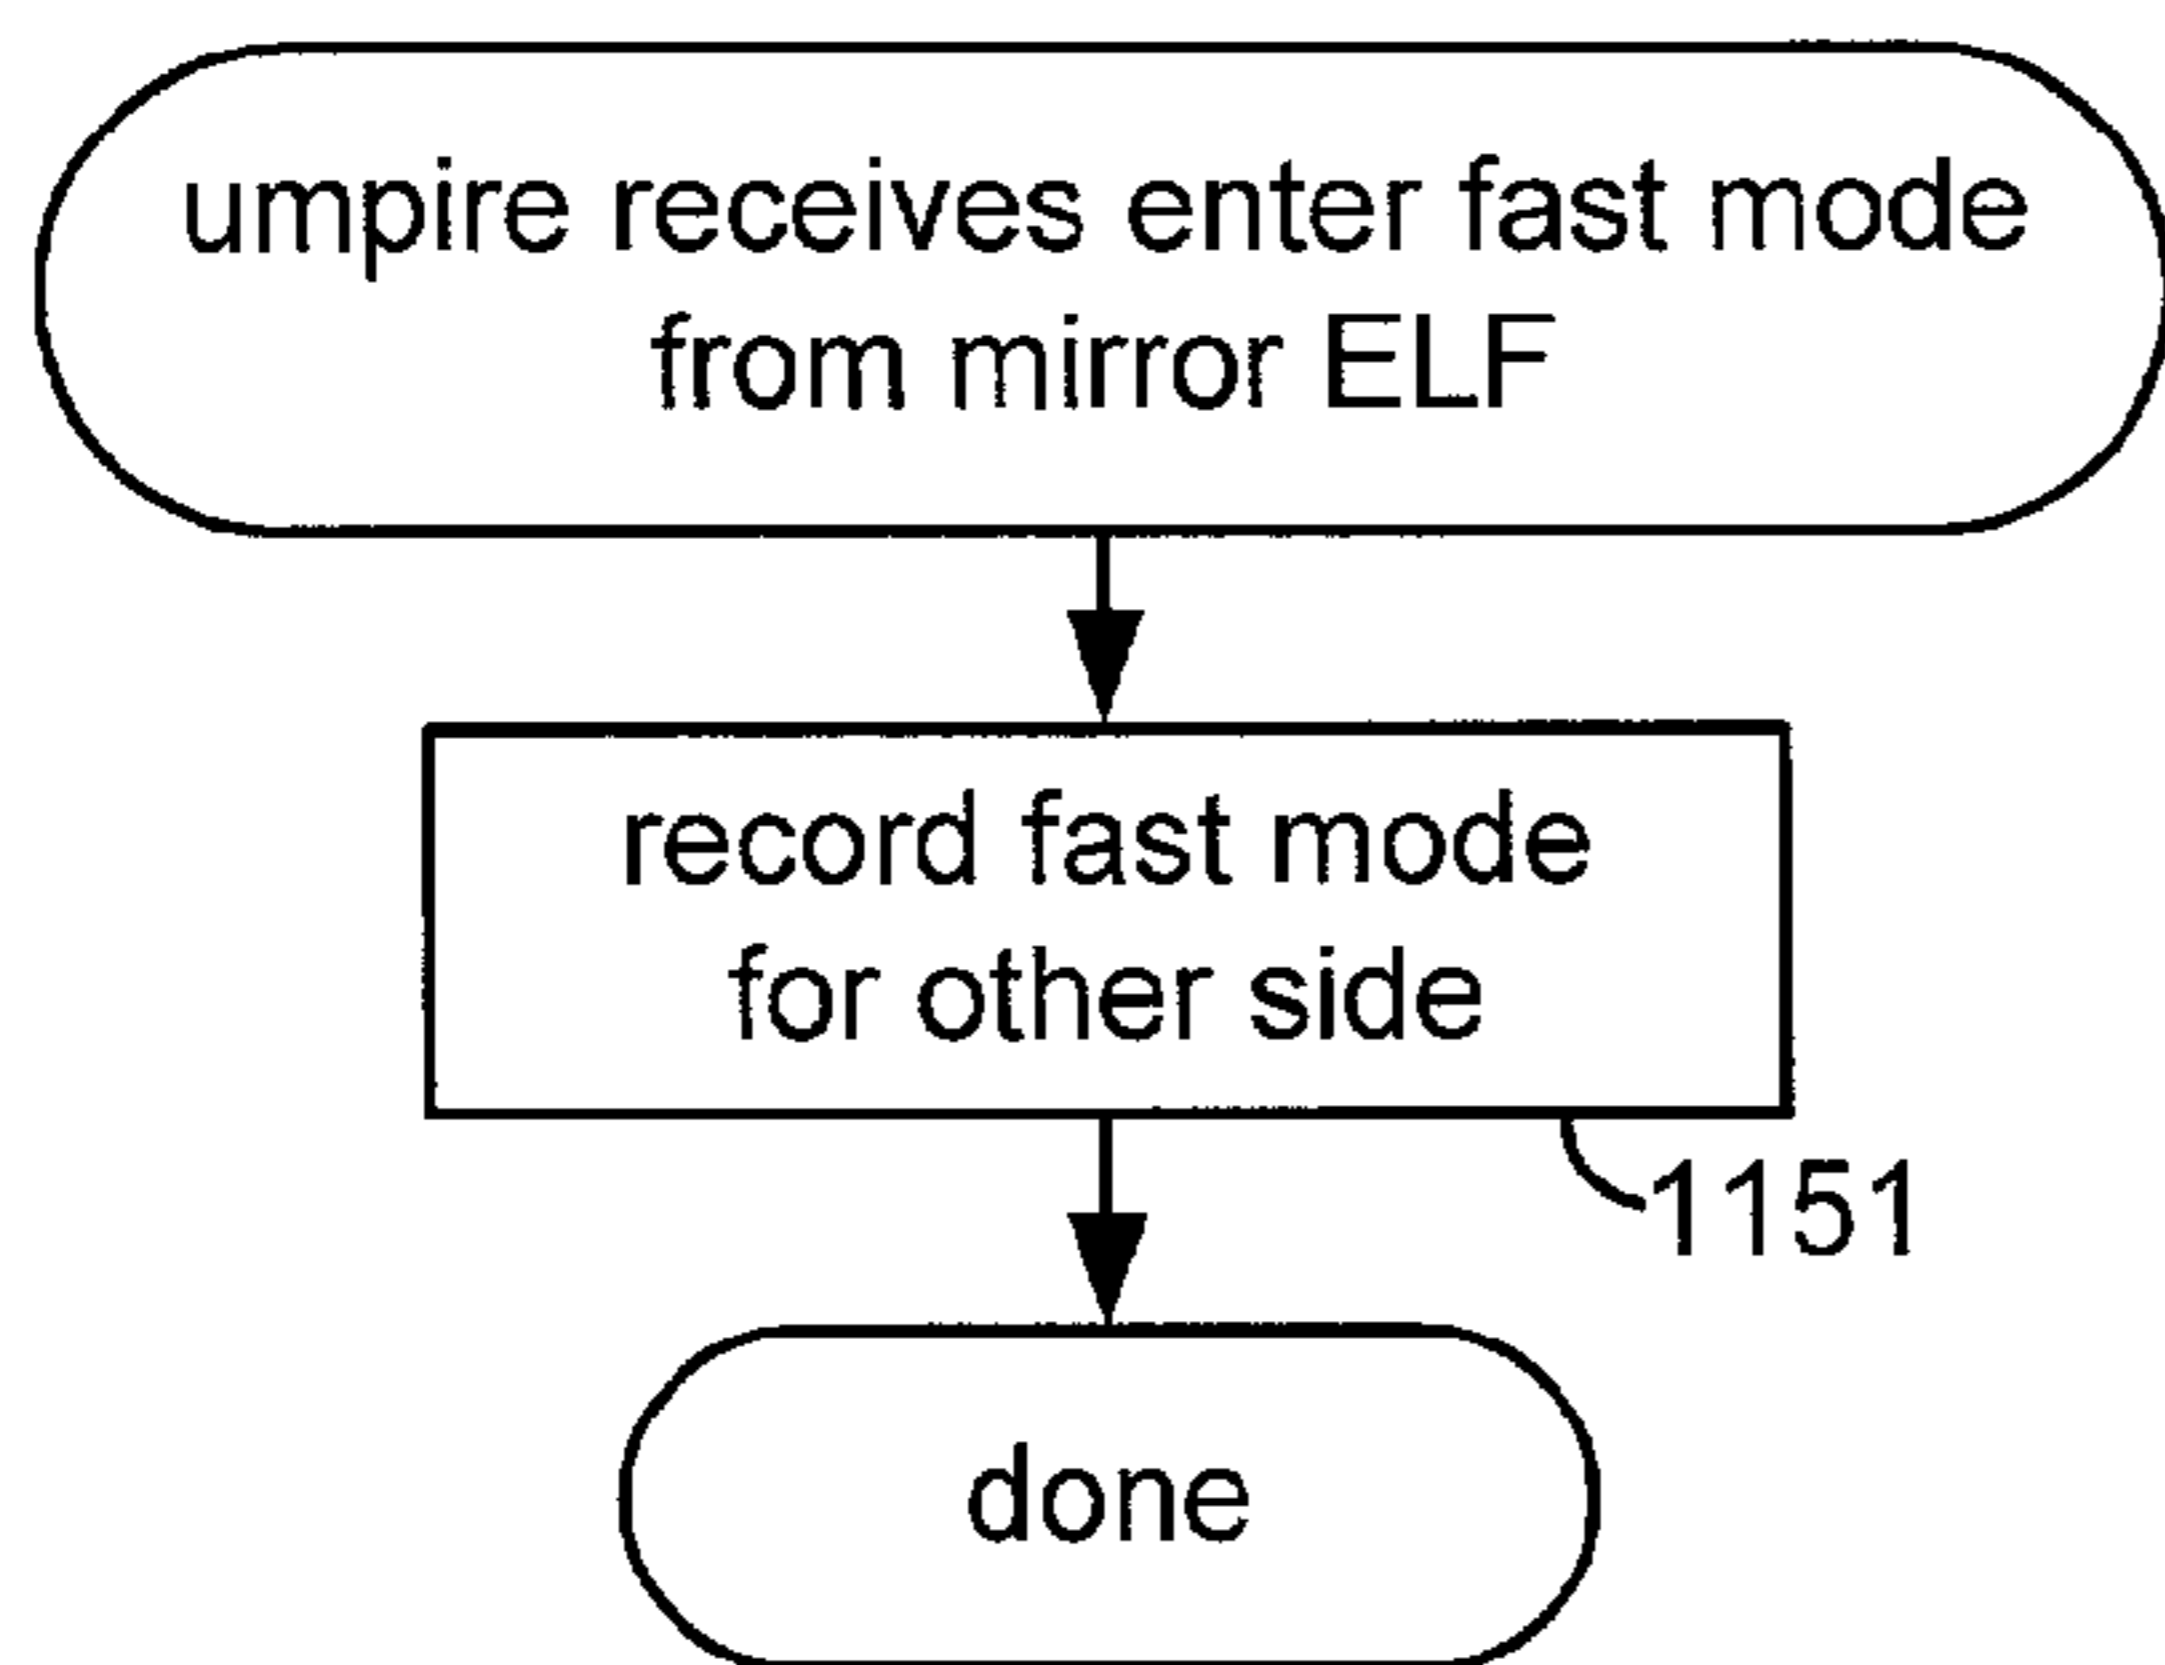 umpire receives enter fast mode
from mirror ELF
record fast mode
for other side
1151
done